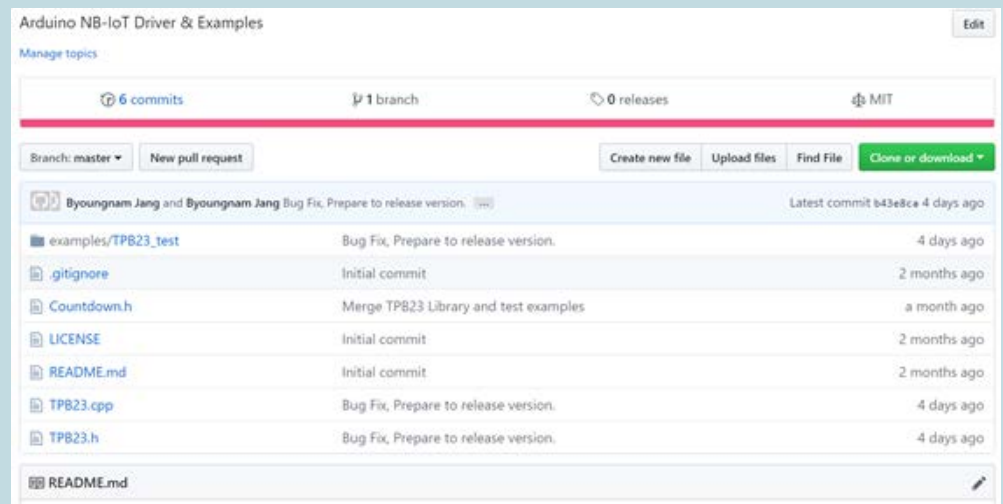 Arduino NB-IoT Driver & Examples Edit
Manage topics
6 commits 1 branch 0 releases MIT
Branch: master New pull request Create new file Upload files Find File Clone or download
Byoungnam Jang and Byoungnam Jang Bug Fix, Prepare to release version. ... Latest commit b43e8ce 4 days ago
examples/TPB23_test Bug Fix, Prepare to release version. 4 days ago
.gitignore Initial commit 2 months ago
Countdown.h Merge TPB23 Library and test examples a month ago
LICENSE Initial commit 2 months ago
README.md Initial commit 2 months ago
TPB23.cpp Bug Fix, Prepare to release version. 4 days ago
TPB23.h Bug Fix, Prepare to release version. 4 days ago
README.md